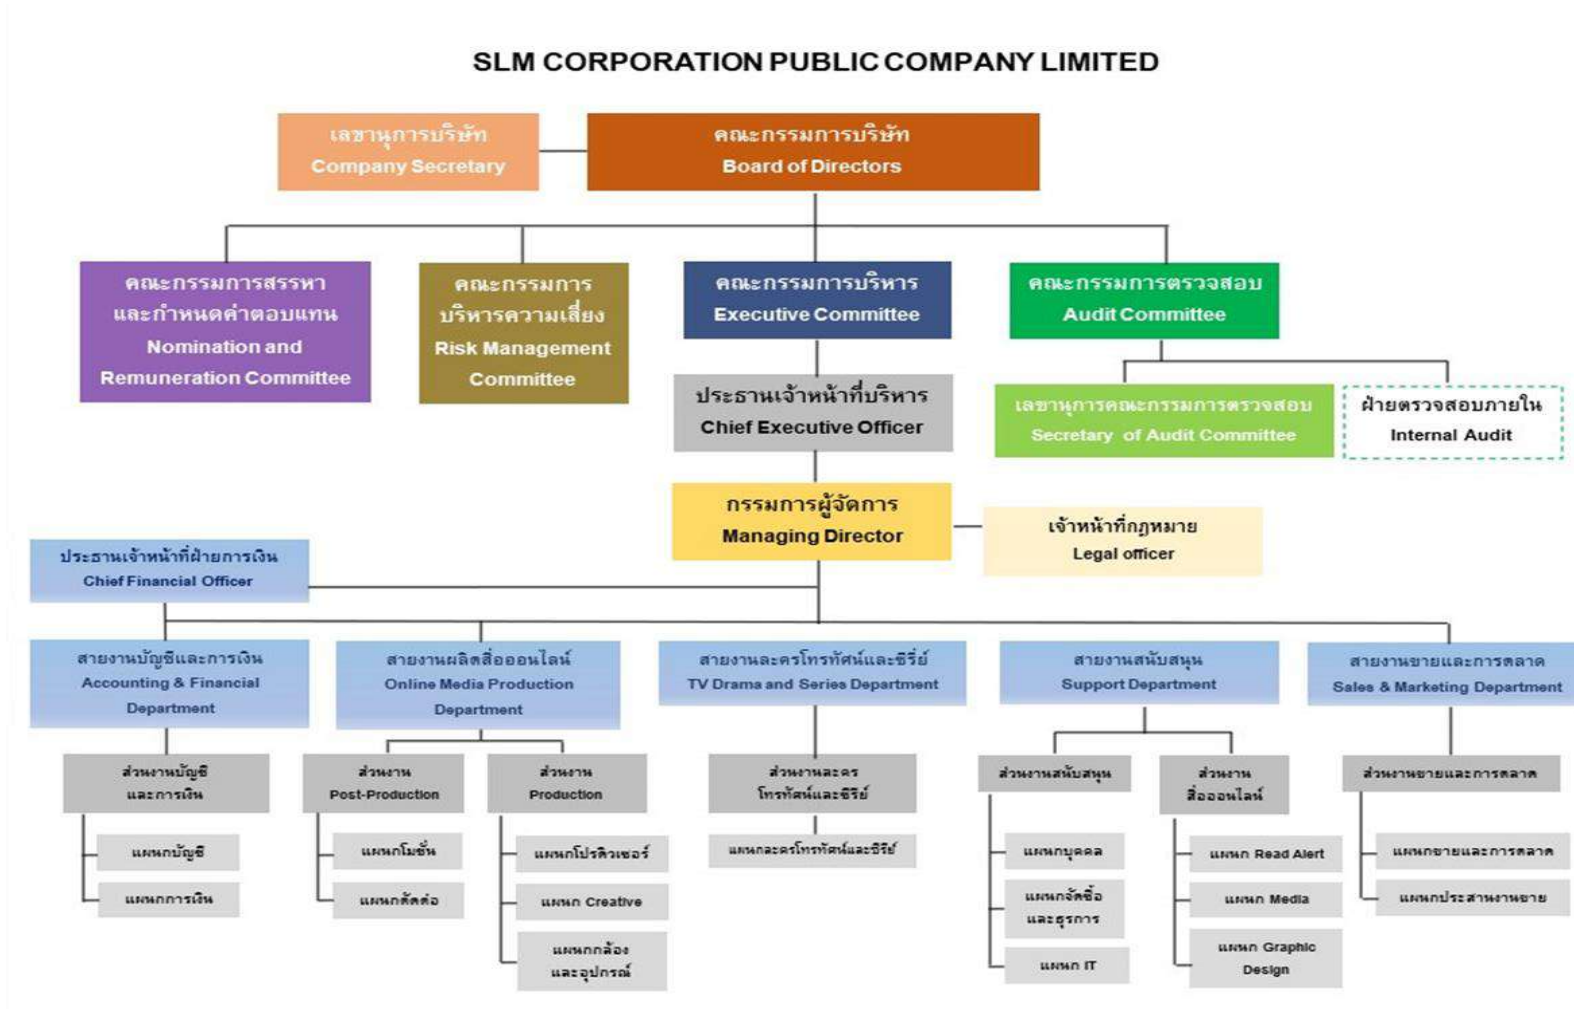 SLM CORPORATION PUBLIC COMPANY LIMITED
เลขานุการบริษัท
Company Secretary
คณะกรรมการบริษัท
Board of Directors
คณะกรรมการสรรหา
และกำหนดค่าตอบแทน
Nomination and
Remuneration Committee
คณะกรรมการ
บริหารความเสี่ยง
Risk Management
Committee
คณะกรรมการบริหาร
Executive Committee
คณะกรรมการตรวจสอบ
Audit Committee
ประธานเจ้าหน้าที่บริหาร
Chief Executive Officer
เลขานุการคณะกรรมการตรวจสอบ
Secretary of Audit Committee
ฝ่ายตรวจสอบภายใน
Internal Audit
กรรมการผู้จัดการ
Managing Director
เจ้าหน้าที่กฎหมาย
Legal officer
ประธานเจ้าหน้าที่ฝ่ายการเงิน
Chief Financial Officer
สายงานบัญชีและการเงิน
Accounting & Financial
Department
สายงานผลิตสื่อออนไลน์
Online Media Production
Department
สายงานละครโทรทัศน์และซีรี่ย์
TV Drama and Series Department
สายงานสนับสนุน
Support Department
สายงานขายและการตลาด
Sales & Marketing Department
ส่วนงานบัญชี
และการเงิน
ส่วนงาน
Post-Production
ส่วนงาน
Production
ส่วนงานละคร
โทรทัศน์และซีรีย์
ส่วนงานสนับสนุน
ส่วนงาน
สื่อออนไลน์
ส่วนงานขายและการตลาด
แผนกบัญชี
แผนกการเงิน
แผนกโมชั่น
แผนกตัดต่อ
แผนกโปรดิวเซอร์
แผนก Creative
แผนกกล้อง
และอุปกรณ์
แผนกละครโทรทัศน์และซีรีย์
แผนกบุคคล
แผนกจัดซื้อ
และธุรการ
แผนก IT
แผนก Read Alert
แผนก Media
แผนก Graphic
Design
แผนกขายและการตลาด
แผนกประสานงานขาย